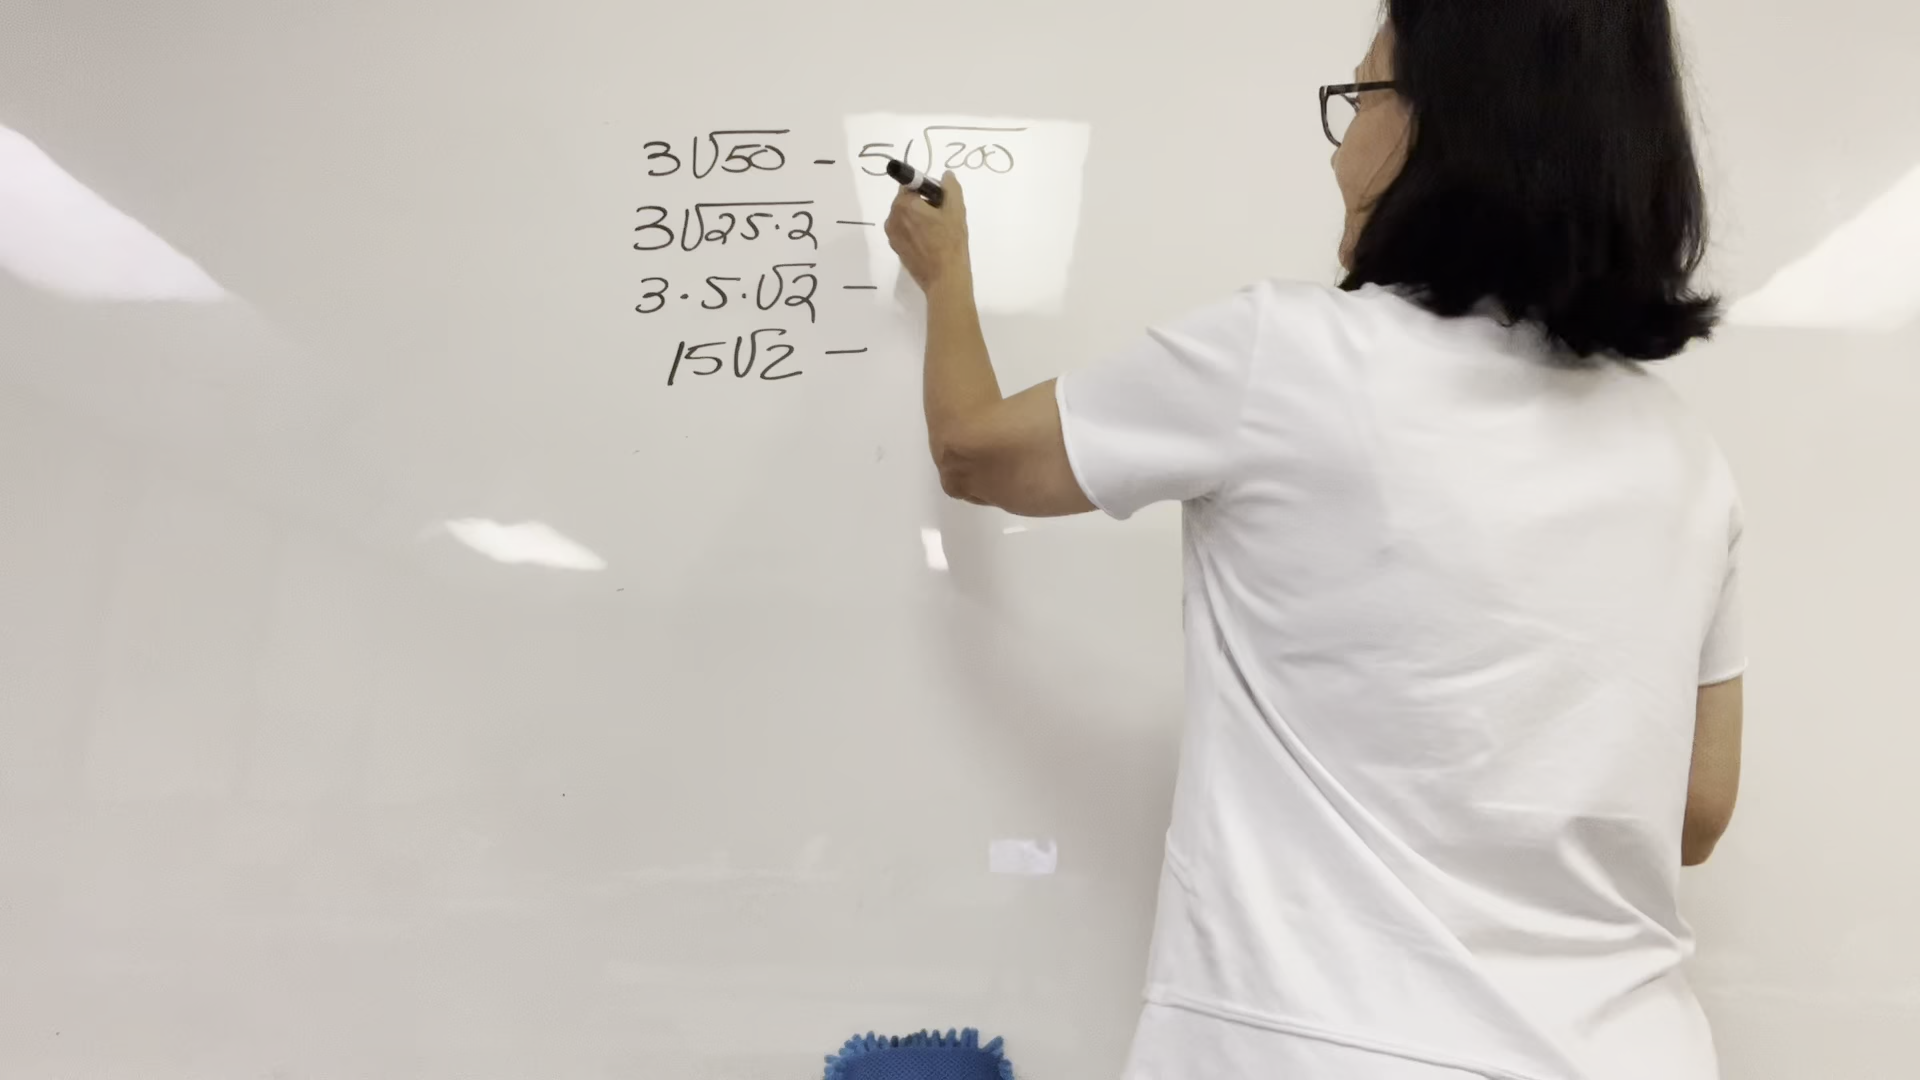 3√50 - 5√200
3√25·2 -
3·5·√2 -
15√2 -